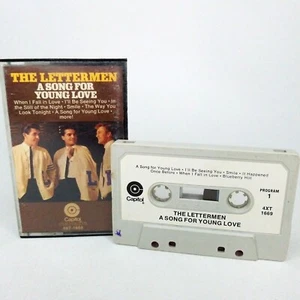 THE LETTERMEN
A SONG FOR
YOUNG LOVE
When I Fall in Love • I'll Be Seeing You • In
the Still of the Night • Smile • The Way You
Look Tonight • A Song for Young Love •
more!
Capitol
4XT-1669
A Song for Young Love • I'll Be Seeing You • Smile • It Happened
Once Before • When I Fall in Love • Blueberry Hill
Capitol
PROGRAM
1
4XT
1669
THE LETTERMEN
A SONG FOR YOUNG LOVE